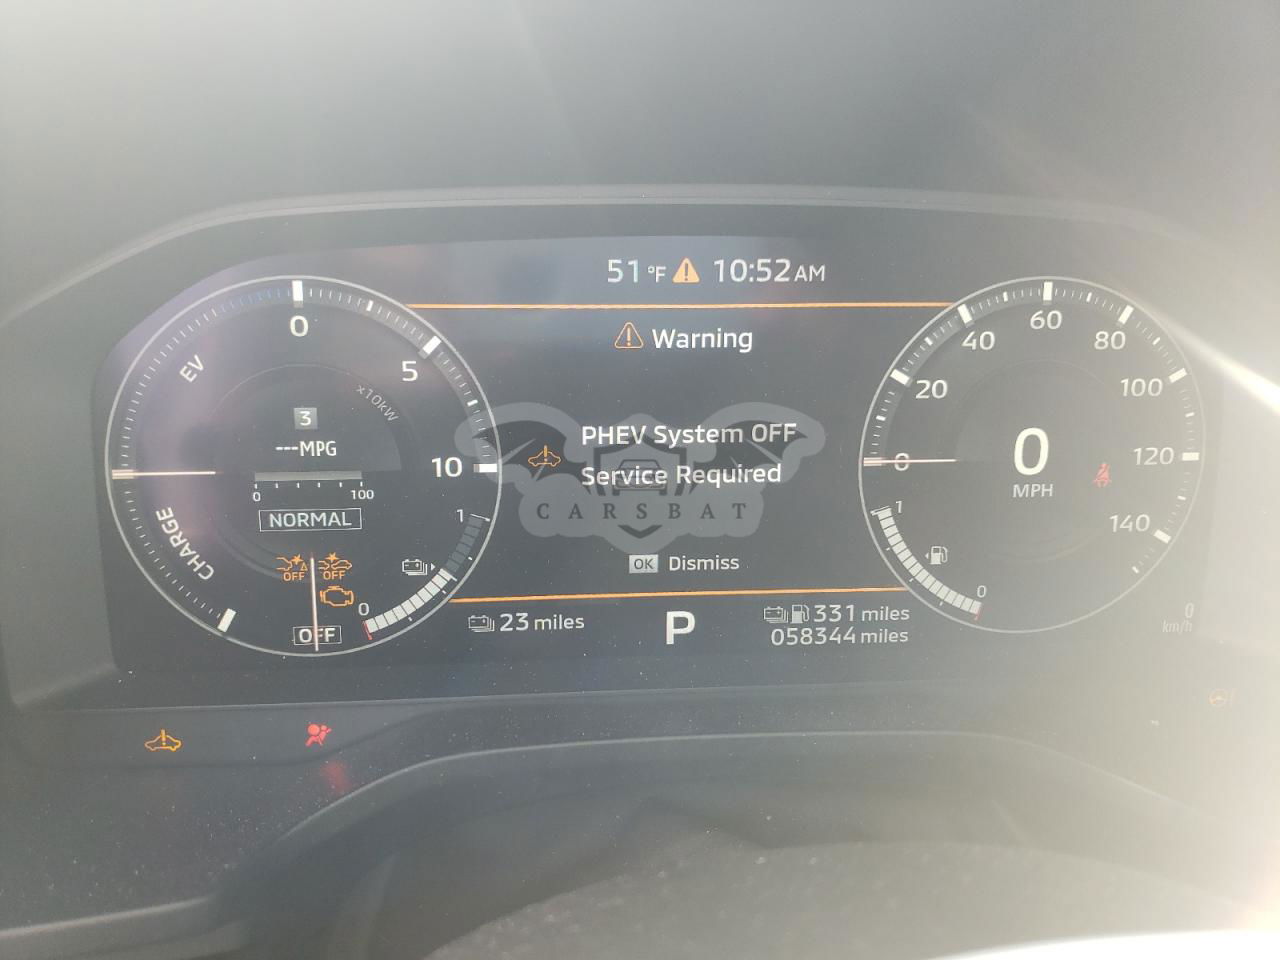 51 °F 10:52AM
Warning
PHEV System OFF
Service Required
OK Dismiss
CARSBAT
EV
0
5
10
x10kW
CHARGE
3
---MPG
0 100
NORMAL
OFF OFF
OFF
1
0
23 miles
P
331 miles
058344 miles
0
20
40
60
80
100
120
140
0
MPH
1
0
0
km/h